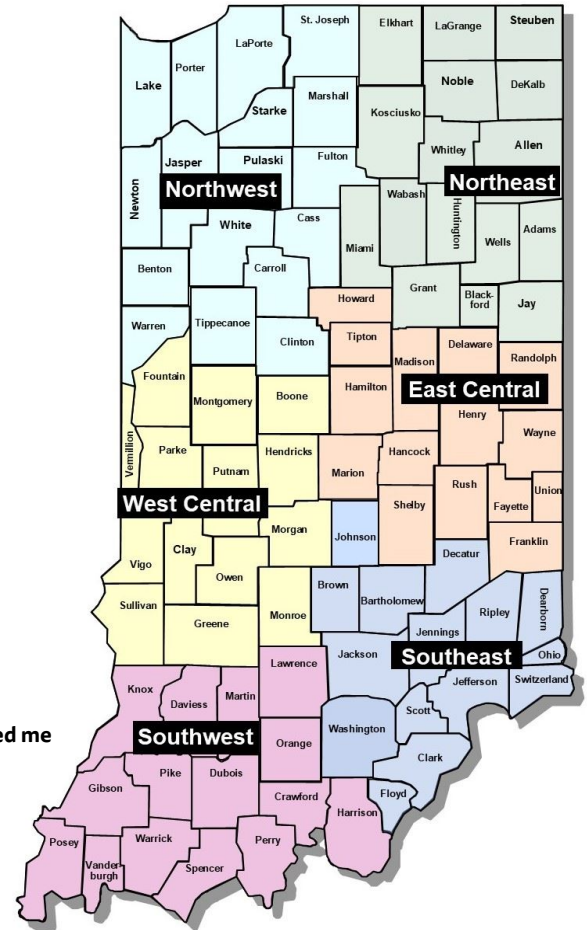 St. Joseph
Elkhart
LaGrange
Steuben
LaPorte
Porter
Lake
Noble
DeKalb
Marshall
Starke
Kosciusko
Allen
Whitley
Fulton
Pulaski
Jasper
Northwest
Northeast
Newton
Wabash
Huntington
Cass
White
Miami
Wells
Adams
Benton
Carroll
Grant
Black-
ford
Jay
Howard
Warren
Tippecanoe
Clinton
Tipton
Madison
Delaware
Randolph
Fountain
Montgomery
Boone
Hamilton
East Central
Henry
Wayne
Vermillion
Parke
Putnam
Hendricks
Marion
Hancock
Rush
Union
Fayette
Shelby
West Central
Morgan
Johnson
Franklin
Clay
Vigo
Owen
Decatur
Brown
Bartholomew
Dearborn
Sullivan
Greene
Monroe
Ripley
Jennings
Jackson
Southeast
Ohio
Lawrence
Knox
Daviess
Martin
Jefferson
Switzerland
Scott
ed me
Southwest
Orange
Washington
Clark
Pike
Dubois
Gibson
Crawford
Harrison
Floyd
Posey
Vander-
burgh
Warrick
Spencer
Perry